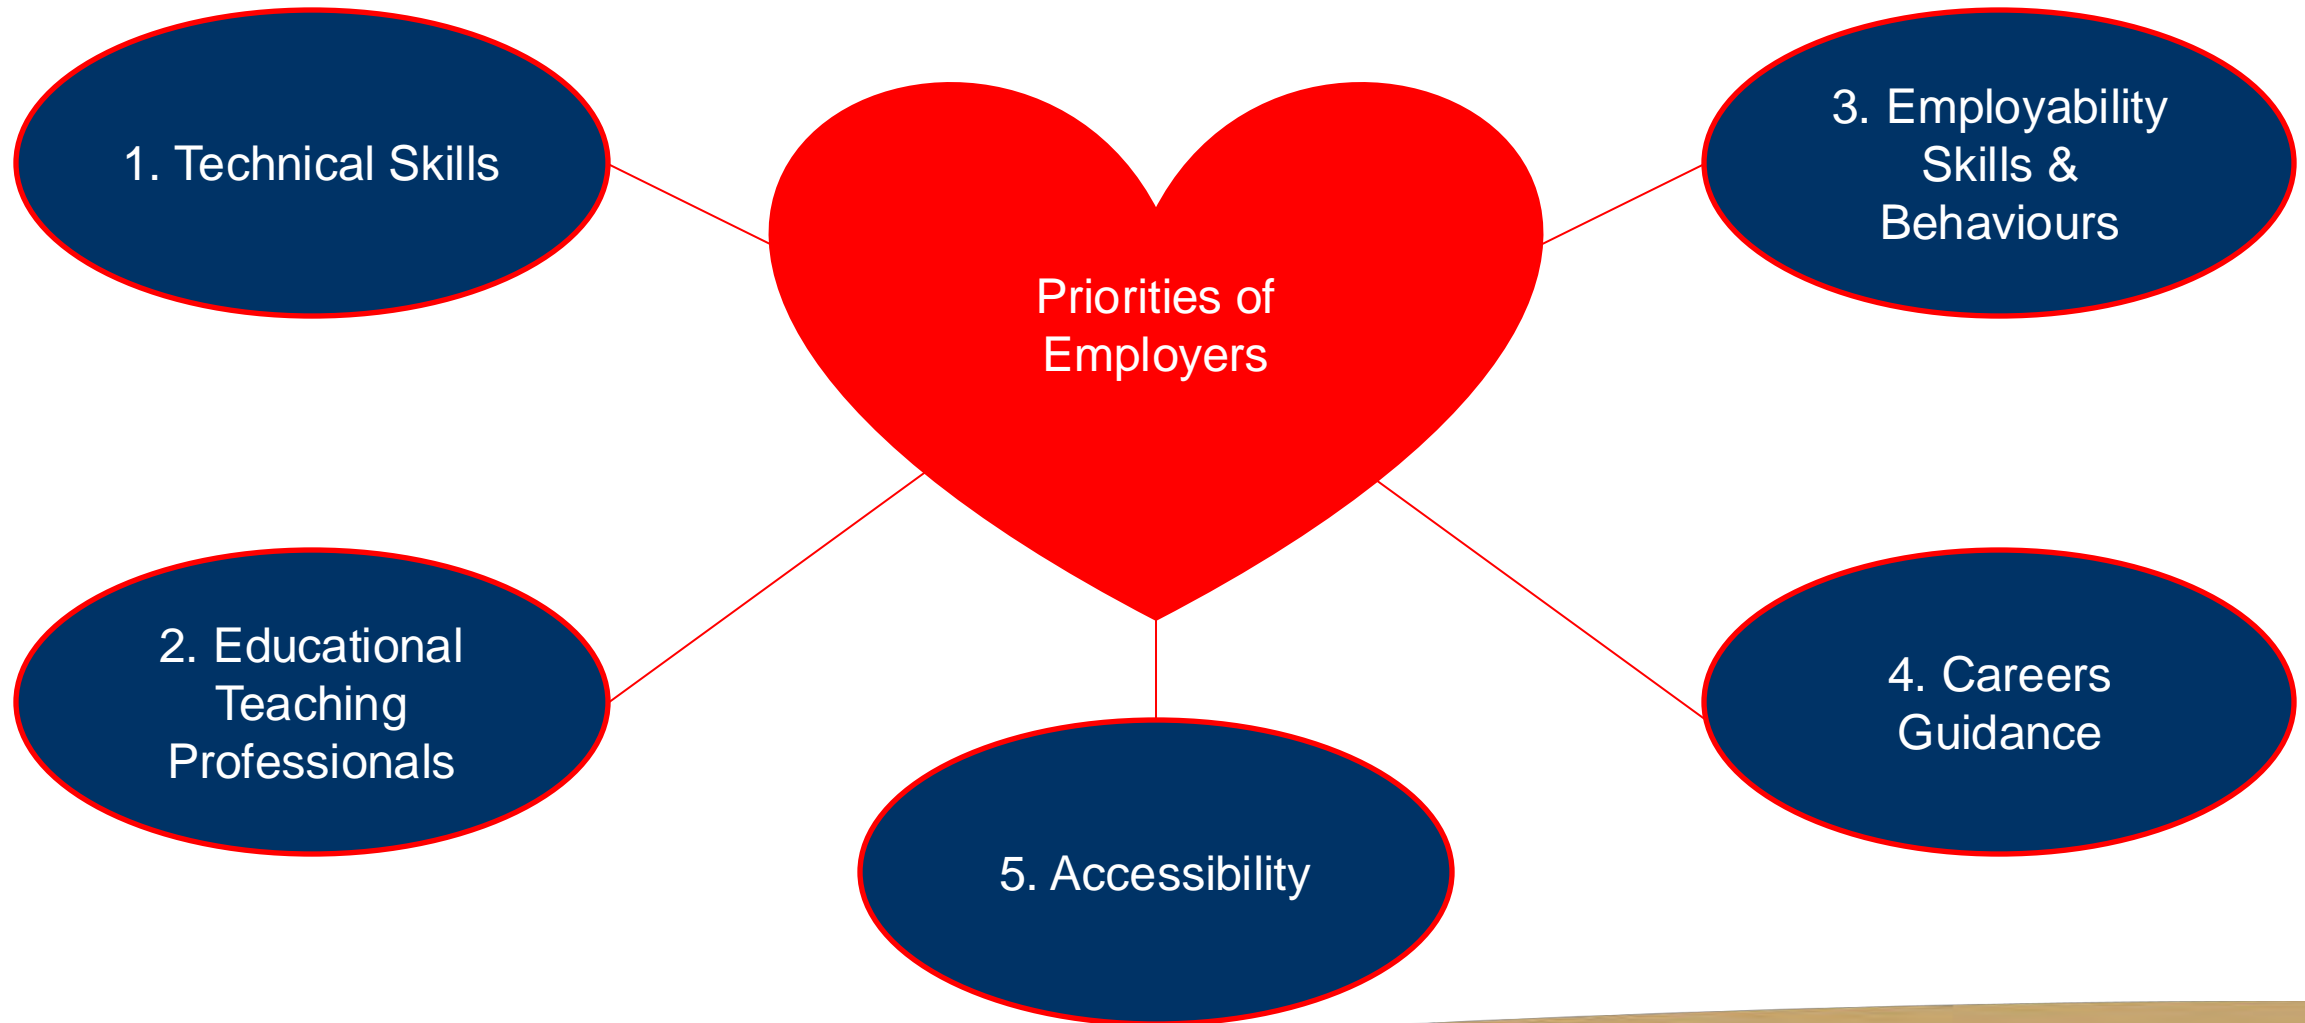 1. Technical Skills
Priorities of
Employers
3. Employability
Skills &
Behaviours
2. Educational
Teaching
Professionals
4. Careers
Guidance
5. Accessibility